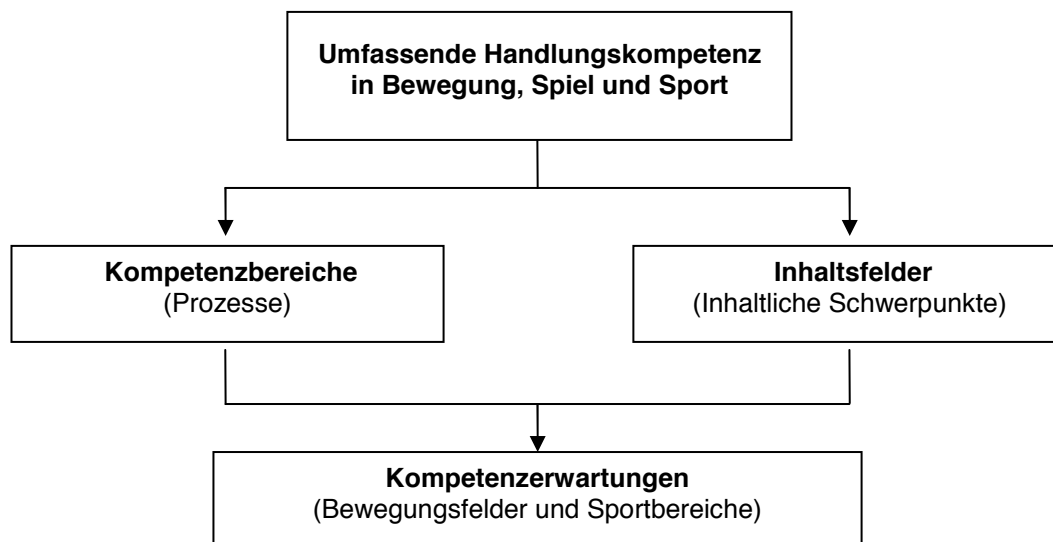 Umfassende Handlungskompetenz
in Bewegung, Spiel und Sport
Kompetenzbereiche
(Prozesse)
Inhaltsfelder
(Inhaltliche Schwerpunkte)
Kompetenzerwartungen
(Bewegungsfelder und Sportbereiche)